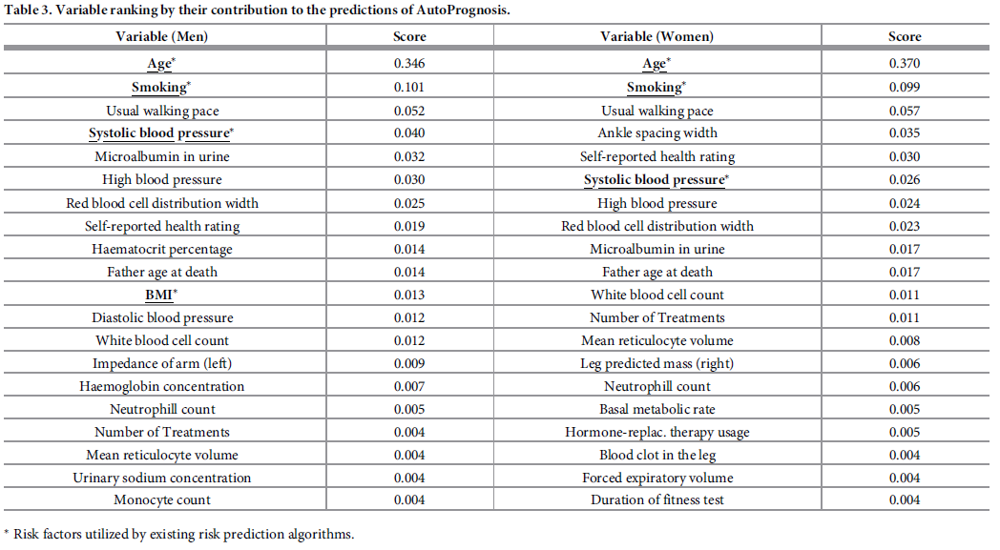 Table 3. Variable ranking by their contribution to the predictions of AutoPrognosis.
Variable (Men) Score Variable (Women) Score
Age* 0.346 Age* 0.370
Smoking* 0.101 Smoking* 0.099
Usual walking pace 0.052 Usual walking pace 0.057
Systolic blood pressure* 0.040 Ankle spacing width 0.035
Microalbumin in urine 0.032 Self-reported health rating 0.030
High blood pressure 0.030 Systolic blood pressure* 0.026
Red blood cell distribution width 0.025 High blood pressure 0.024
Self-reported health rating 0.019 Red blood cell distribution width 0.023
Haematocrit percentage 0.014 Microalbumin in urine 0.017
Father age at death 0.014 Father age at death 0.017
BMI* 0.013 White blood cell count 0.011
Diastolic blood pressure 0.012 Number of Treatments 0.011
White blood cell count 0.012 Mean reticulocyte volume 0.008
Impedance of arm (left) 0.009 Leg predicted mass (right) 0.006
Haemoglobin concentration 0.007 Neutrophill count 0.006
Neutrophill count 0.005 Basal metabolic rate 0.005
Number of Treatments 0.004 Hormone-replac. therapy usage 0.005
Mean reticulocyte volume 0.004 Blood clot in the leg 0.004
Urinary sodium concentration 0.004 Forced expiratory volume 0.004
Monocyte count 0.004 Duration of fitness test 0.004
* Risk factors utilized by existing risk prediction algorithms.